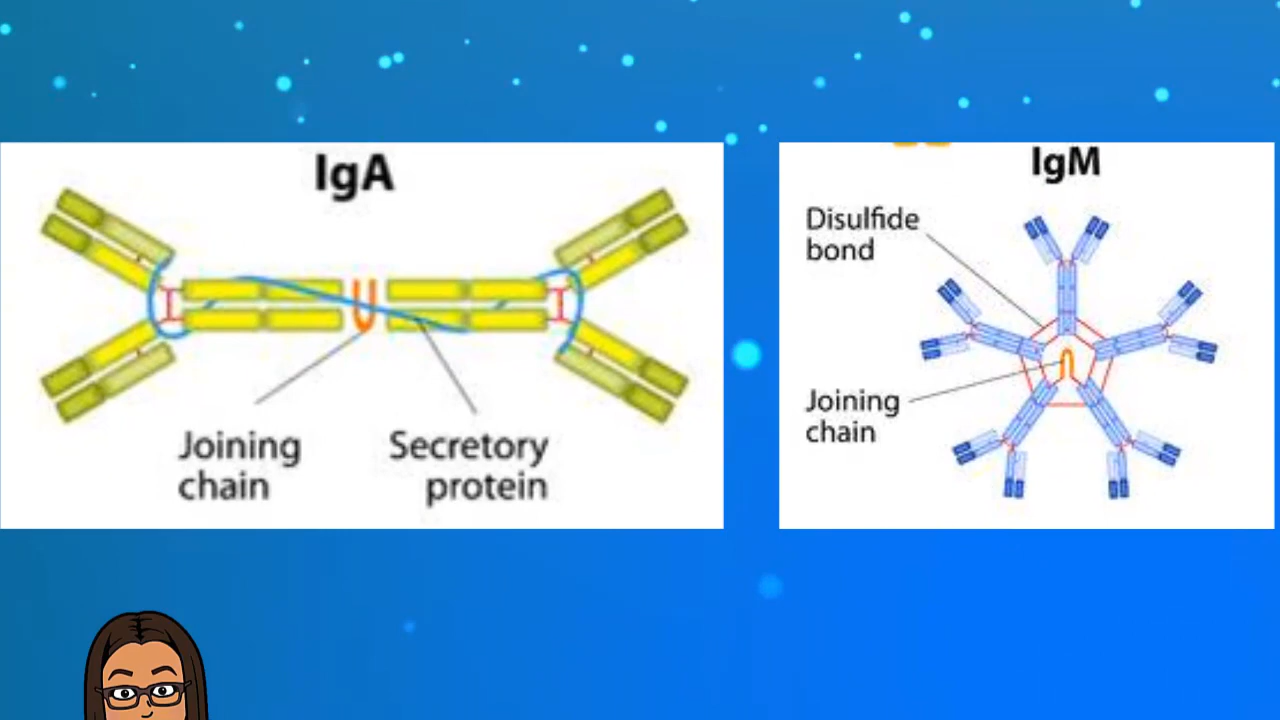 IgA
Joining
chain
Secretory
protein
IgM
Disulfide
bond
Joining
chain